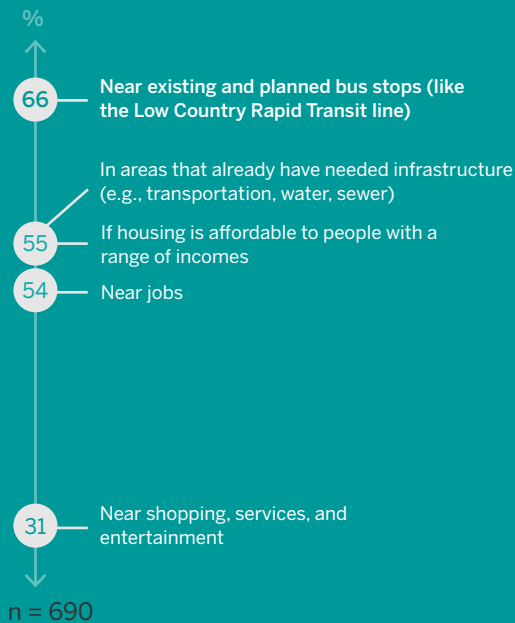 %
66
Near existing and planned bus stops (like
the Low Country Rapid Transit line)
In areas that already have needed infrastructure
(e.g., transportation, water, sewer)
55
If housing is affordable to people with a
range of incomes
54
Near jobs
31
Near shopping, services, and
entertainment
n = 690